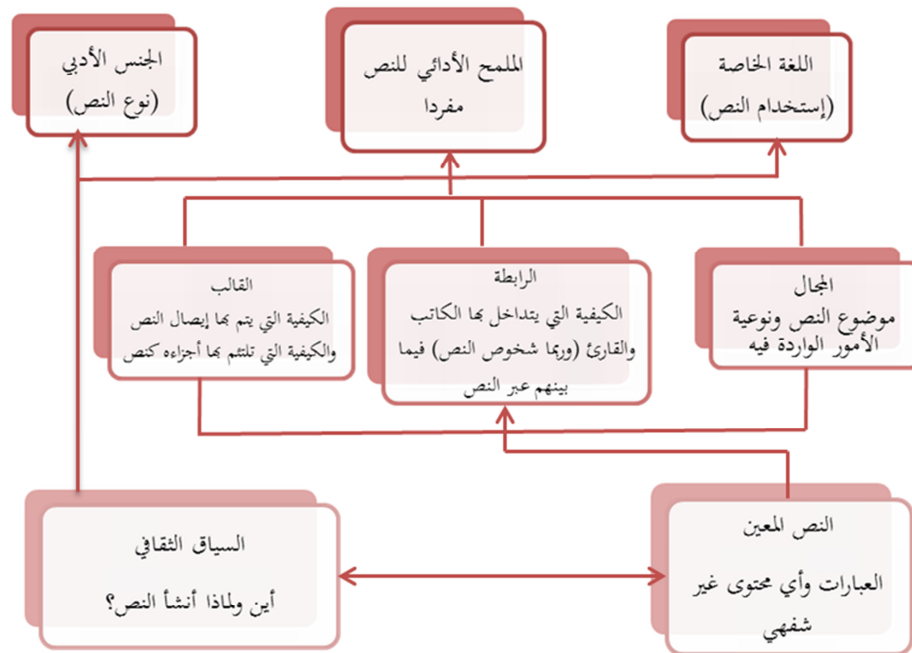 اللغة الخاصة
(إستخدام النص)
الملمح الأدائي للنص
مفردا
الجنس الأدبي
(نوع النص)
المجال
موضوع النص ونوعية
الأمور الواردة فيه
الرابطة
الكيفية التي يتداخل بها الكاتب
والقارئ (وربما شخوص النص) فيما
بينهم عبر النص
القالب
الكيفية التي يتم بها إيصال النص
والكيفية التي تلتئم بها أجزاءه كنص
النص المعين
العبارات وأي محتوى غير
شفهي
السياق الثقافي
أين ولماذا أنشأ النص؟